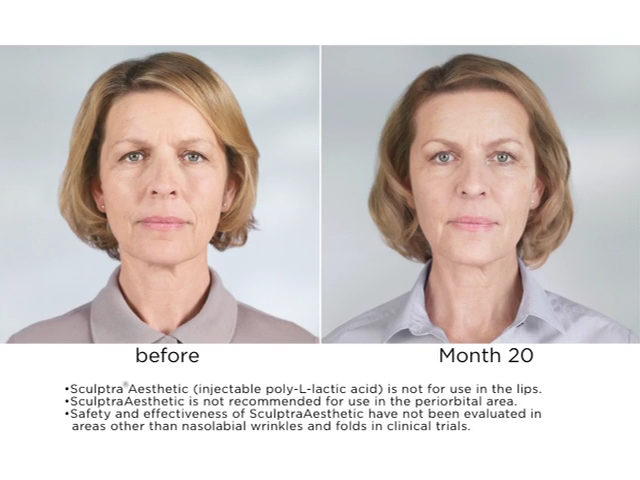 before
Month 20
•Sculptra®Aesthetic (injectable poly-L-lactic acid) is not for use in the lips.
•SculptraAesthetic is not recommended for use in the periorbital area.
•Safety and effectiveness of SculptraAesthetic have not been evaluated in
areas other than nasolabial wrinkles and folds in clinical trials.